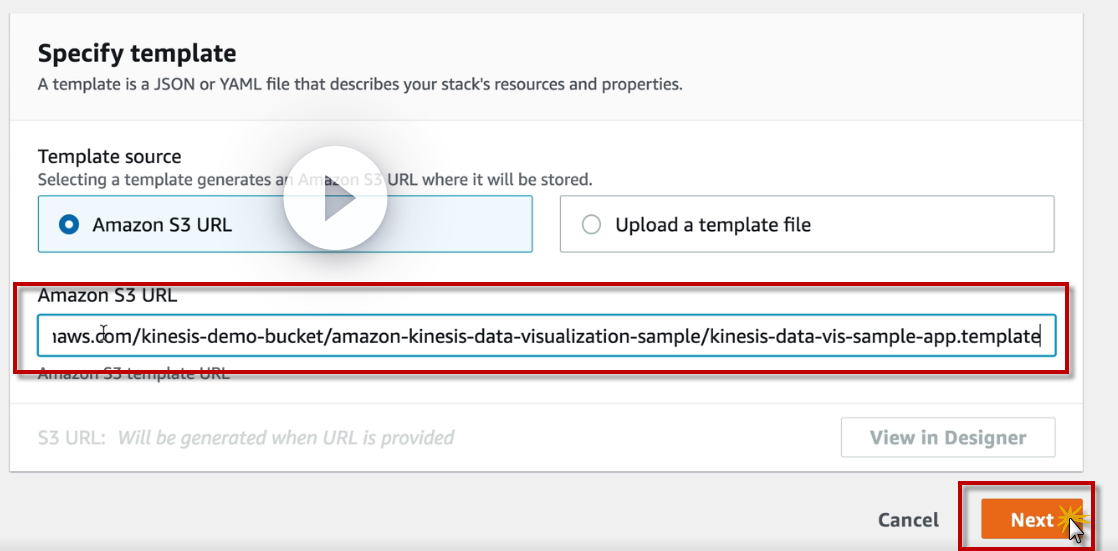 Specify template
A template is a JSON or YAML file that describes your stack's resources and properties.
Template source
Selecting a template generates an Amazon S3 URL where it will be stored.
Amazon S3 URL
Upload a template file
Amazon S3 URL
naws.com/kinesis-demo-bucket/amazon-kinesis-data-visualization-sample/kinesis-data-vis-sample-app.template
Amazon S3 template URL
S3 URL: Will be generated when URL is provided
View in Designer
Cancel
Next